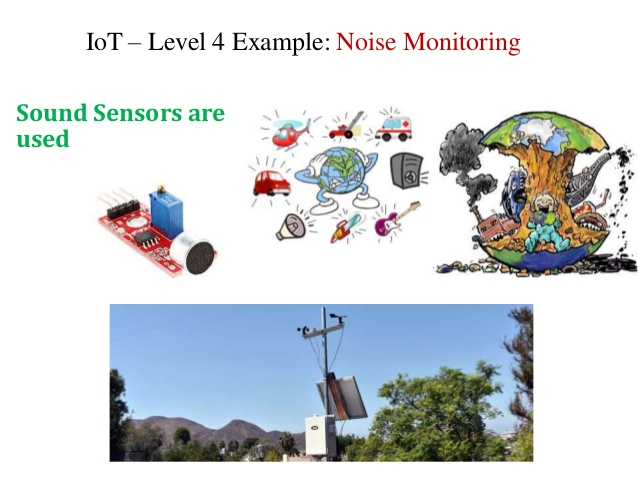 IoT – Level 4 Example: Noise Monitoring
Sound Sensors are
used